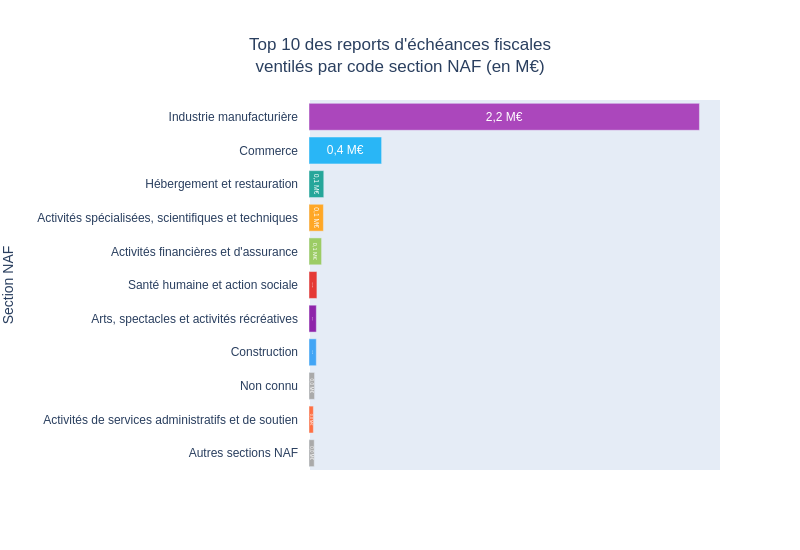 Top 10 des reports d'échéances fiscales
ventilés par code section NAF (en M€)
Section NAF
Industrie manufacturière
2,2 M€
Commerce
0,4 M€
Hébergement et restauration
0,1 M€
Activités spécialisées, scientifiques et techniques
0,1 M€
Activités financières et d'assurance
0,1 M€
Santé humaine et action sociale
Arts, spectacles et activités récréatives
Construction
Non connu
Activités de services administratifs et de soutien
Autres sections NAF